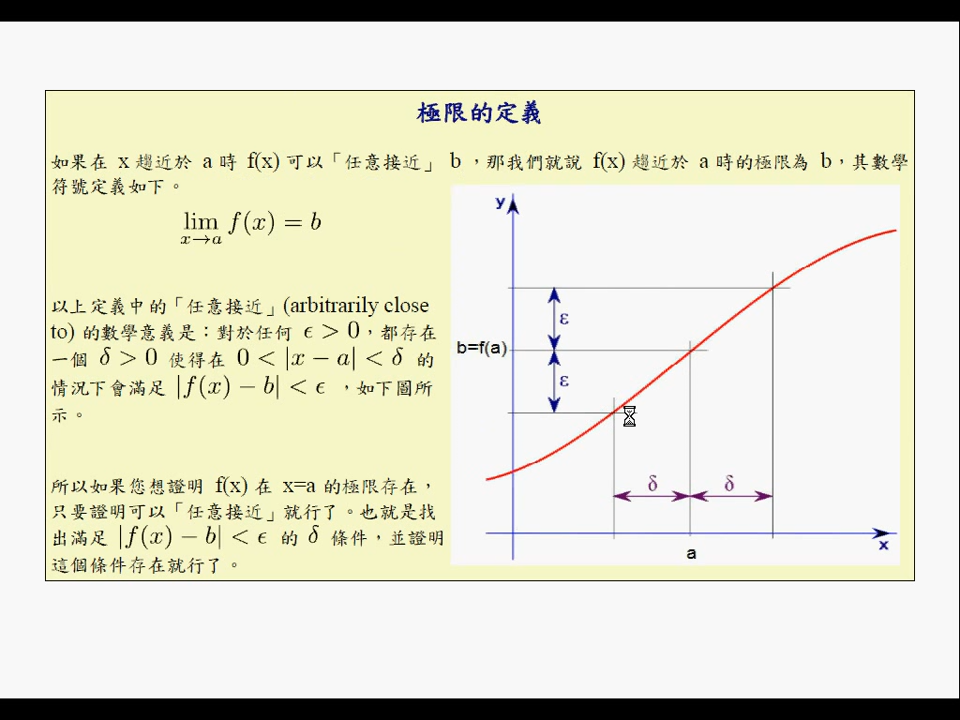 極限的定義
如果在 x 趨近於 a 時 f(x) 可以「任意接近」 b ，那我們就說 f(x) 趨近於 a 時的極限為 b，其數學
符號定義如下。
lim f(x) = b
x→a
以上定義中的「任意接近」(arbitrarily close
to) 的數學意義是：對於任何 ϵ > 0，都存在
一個 δ > 0 使得在 0 < |x − a| < δ 的
情況下會滿足 |f(x) − b| < ϵ ，如下圖所
示。
所以如果您想證明 f(x) 在 x=a 的極限存在，
只要證明可以「任意接近」就行了。也就是找
出滿足 |f(x) − b| < ϵ 的 δ 條件，並證明
這個條件存在就行了。
y
ε
b=f(a)
ε
δ δ
x
a